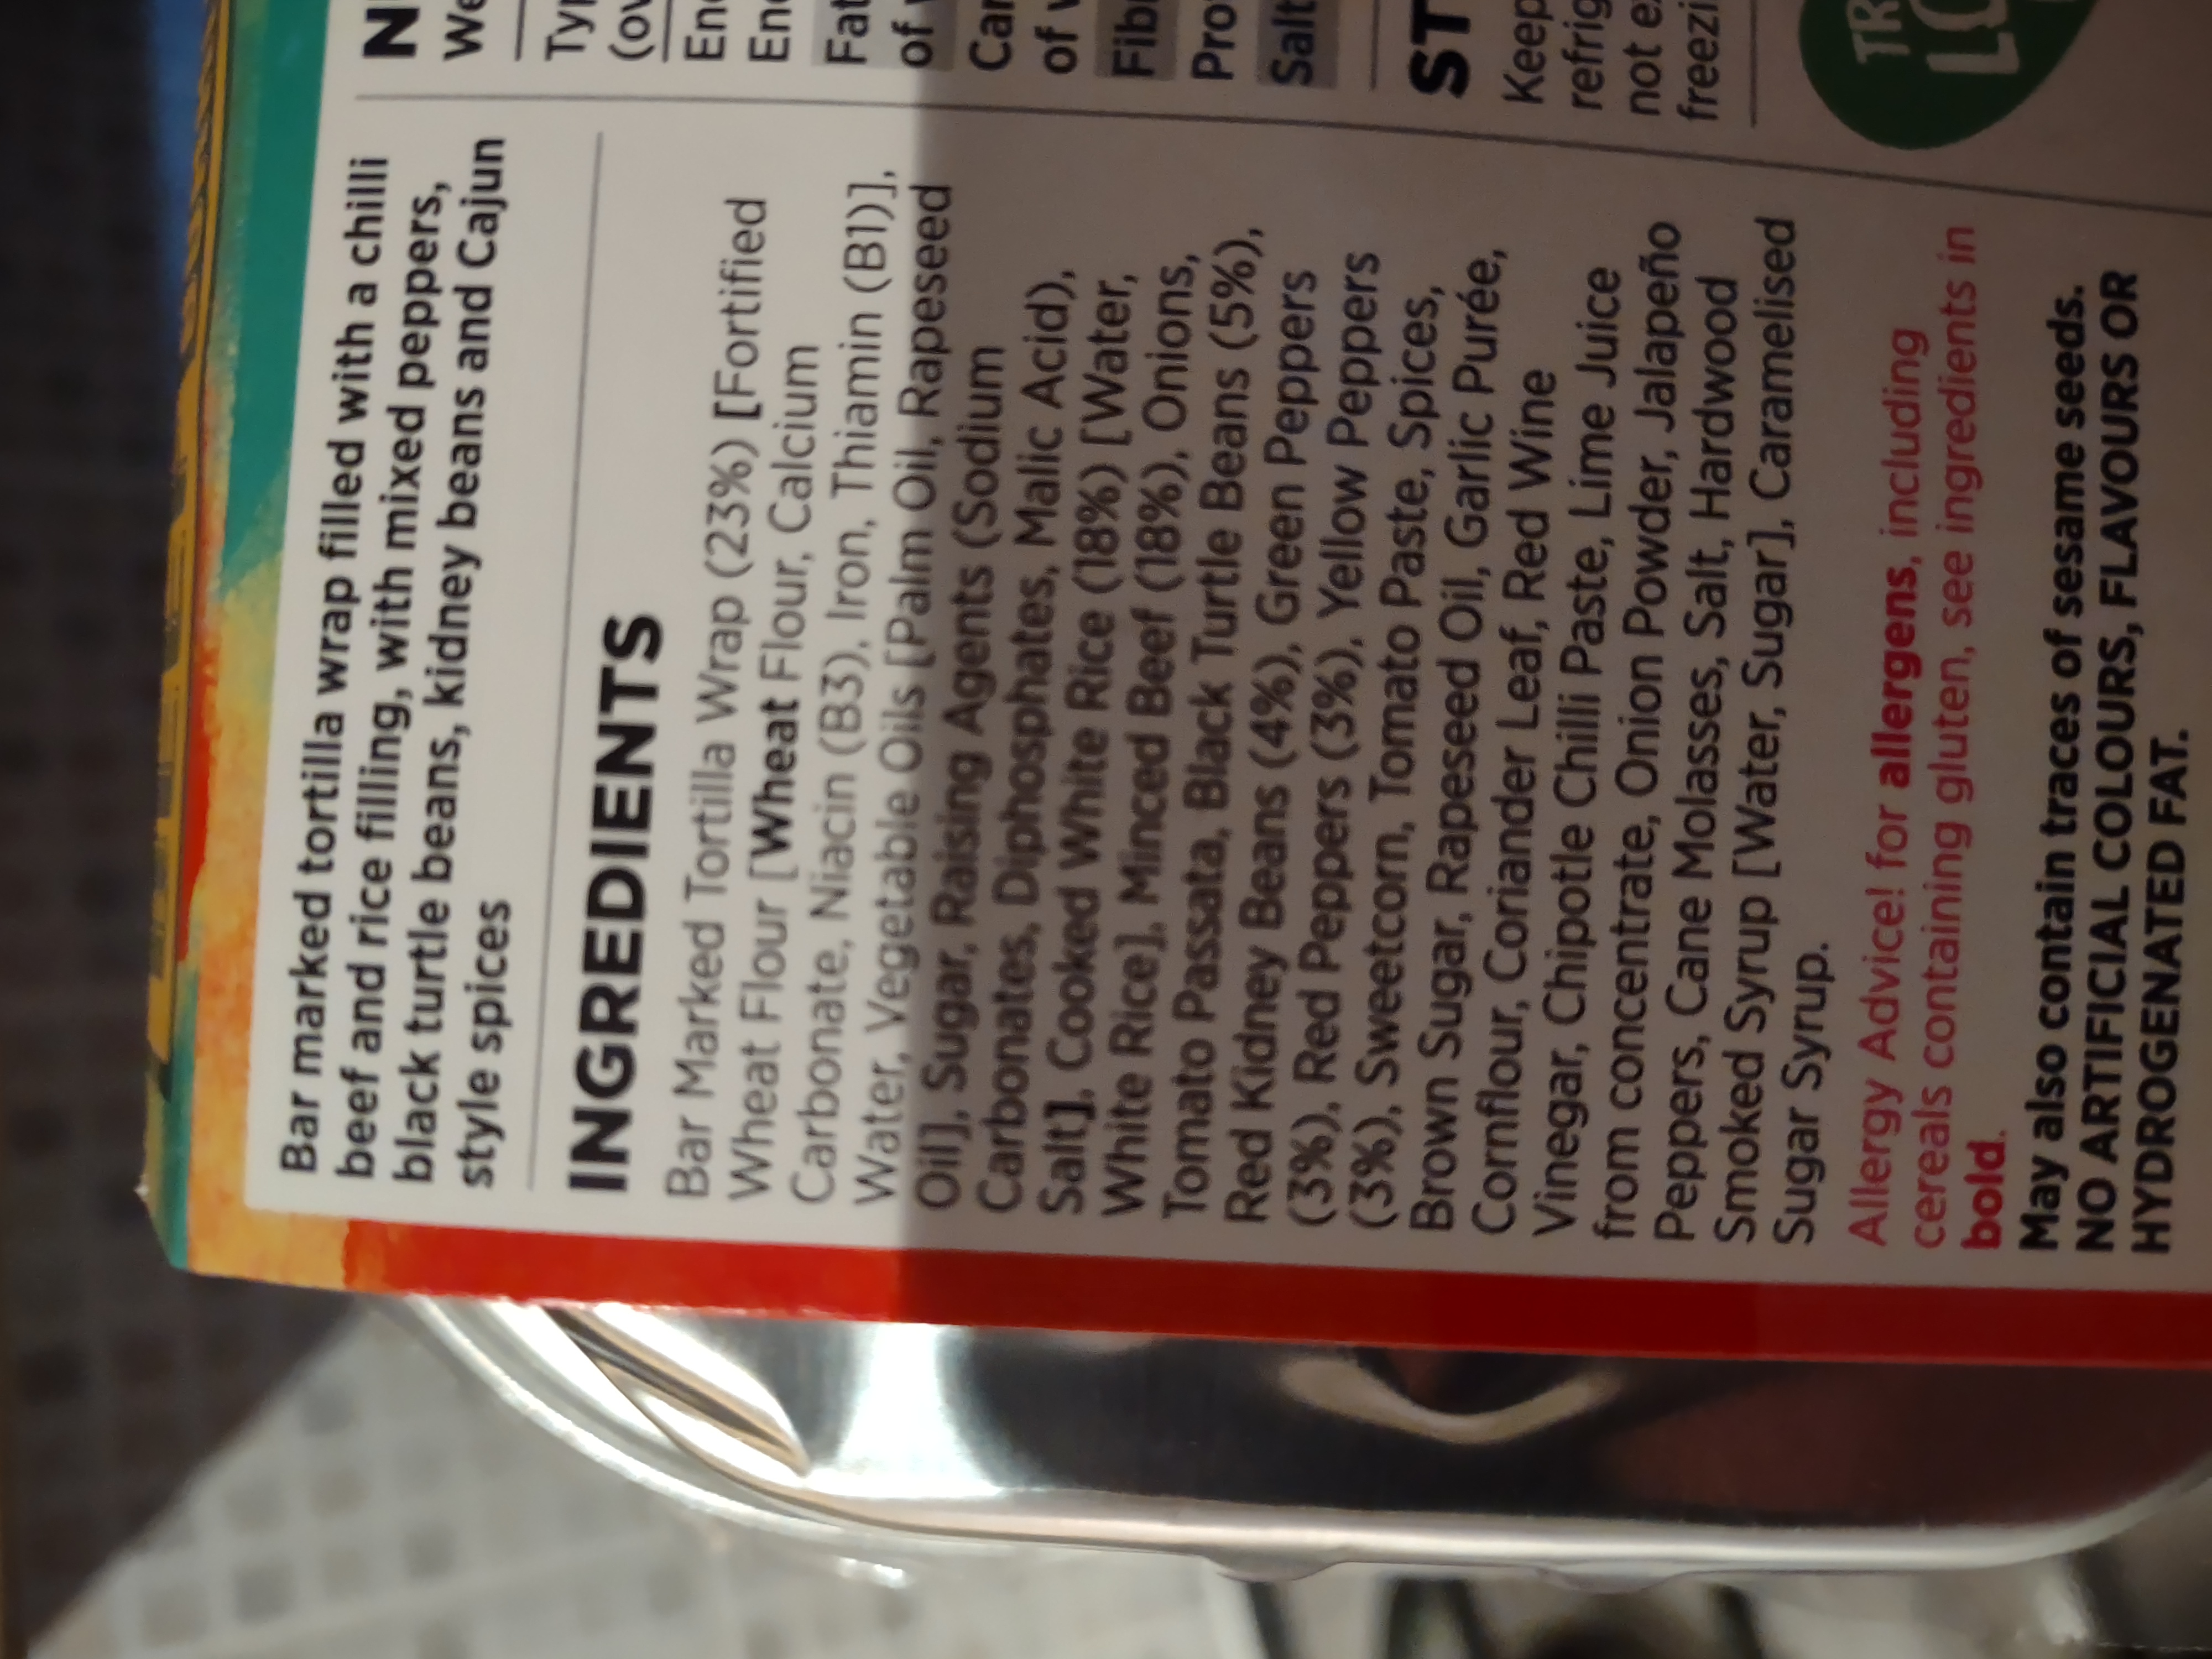 Bar marked tortilla wrap filled with a chilli
beef and rice filling, with mixed peppers,
black turtle beans, kidney beans and Cajun
style spices
INGREDIENTS
Bar Marked Tortilla Wrap (23%) [Fortified
Wheat Flour [Wheat Flour, Calcium
Carbonate, Niacin (B3), Iron, Thiamin (B1)],
Water, Vegetable Oils [Palm Oil, Rapeseed
Oil], Sugar, Raising Agents (Sodium
Carbonates, Diphosphates, Malic Acid),
Salt], Cooked White Rice (18%) [Water,
White Rice], Minced Beef (18%), Onions,
Tomato Passata, Black Turtle Beans (5%),
Red Kidney Beans (4%), Green Peppers
(3%), Red Peppers (3%), Yellow Peppers
(3%), Sweetcorn, Tomato Paste, Spices,
Brown Sugar, Rapeseed Oil, Garlic Purée,
Cornflour, Coriander Leaf, Red Wine
Vinegar, Chipotle Chilli Paste, Lime Juice
from concentrate, Onion Powder, Jalapeño
Peppers, Cane Molasses, Salt, Hardwood
Smoked Syrup [Water, Sugar], Caramelised
Sugar Syrup.
Allergy Advice! for allergens, including
cereals containing gluten, see ingredients in
bold.
May also contain traces of sesame seeds.
NO ARTIFICIAL COLOURS, FLAVOURS OR
HYDROGENATED FAT.
Fat
of
of
Salt
Keep
not